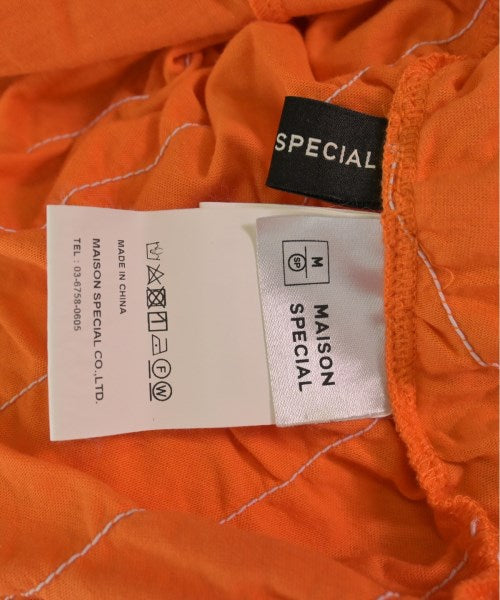 SPECIAL
M
SP
MAISON
SPECIAL
MADE IN CHINA
MAISON SPECIAL CO.,LTD.
TEL : 03-6758-0605